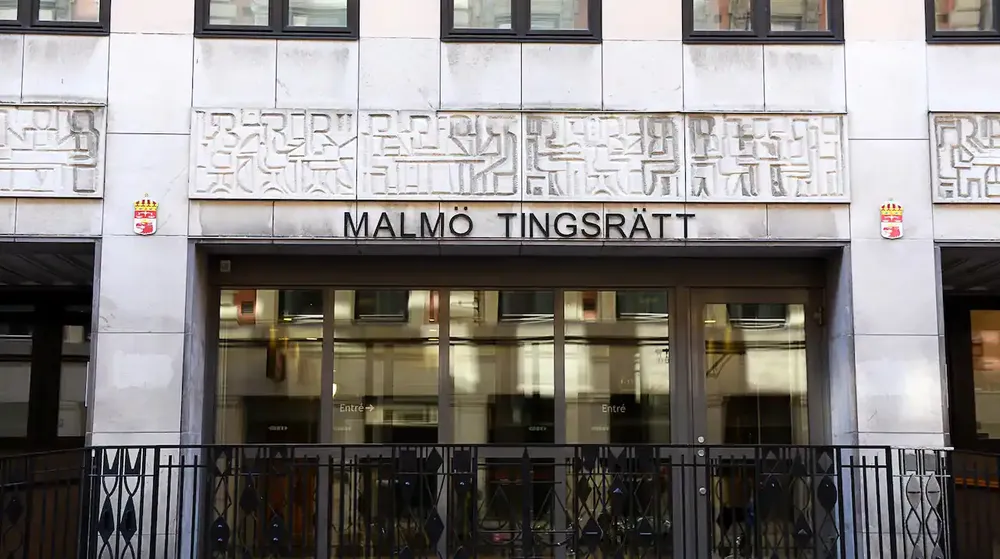 MALMÖ TINGSRÄTT
Entré →
Entré